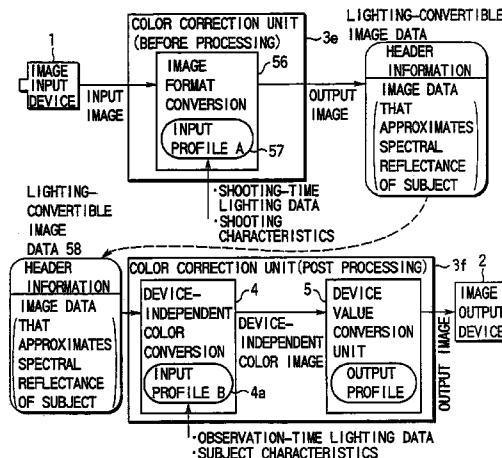 1
IMAGE
INPUT
DEVICE
INPUT
IMAGE
COLOR CORRECTION UNIT
(BEFORE PROCESSING)
3e
IMAGE
FORMAT
CONVERSION
56
INPUT
PROFILE A
57
OUTPUT
IMAGE
·SHOOTING-TIME
LIGHTING DATA
·SHOOTING
CHARACTERISTICS
LIGHTING-CONVERTIBLE
IMAGE DATA
HEADER
INFORMATION
IMAGE DATA
(THAT
APPROXIMATES
SPECTRAL
REFLECTANCE
OF SUBJECT)
LIGHTING-
CONVERTIBLE
IMAGE
DATA 58
HEADER
INFORMATION
IMAGE DATA
(THAT
APPROXIMATES
SPECTRAL
REFLECTANCE
OF SUBJECT)
COLOR CORRECTION UNIT(POST PROCESSING)
3f
DEVICE-
INDEPENDENT
COLOR
CONVERSION
4
INPUT
PROFILE B
4a
DEVICE-
INDEPENDENT
COLOR IMAGE
5
DEVICE
VALUE
CONVERSION
UNIT
OUTPUT
PROFILE
OUTPUT IMAGE
2
IMAGE
OUTPUT
DEVICE
·OBSERVATION-TIME LIGHTING DATA
·SUBJECT CHARACTERISTICS